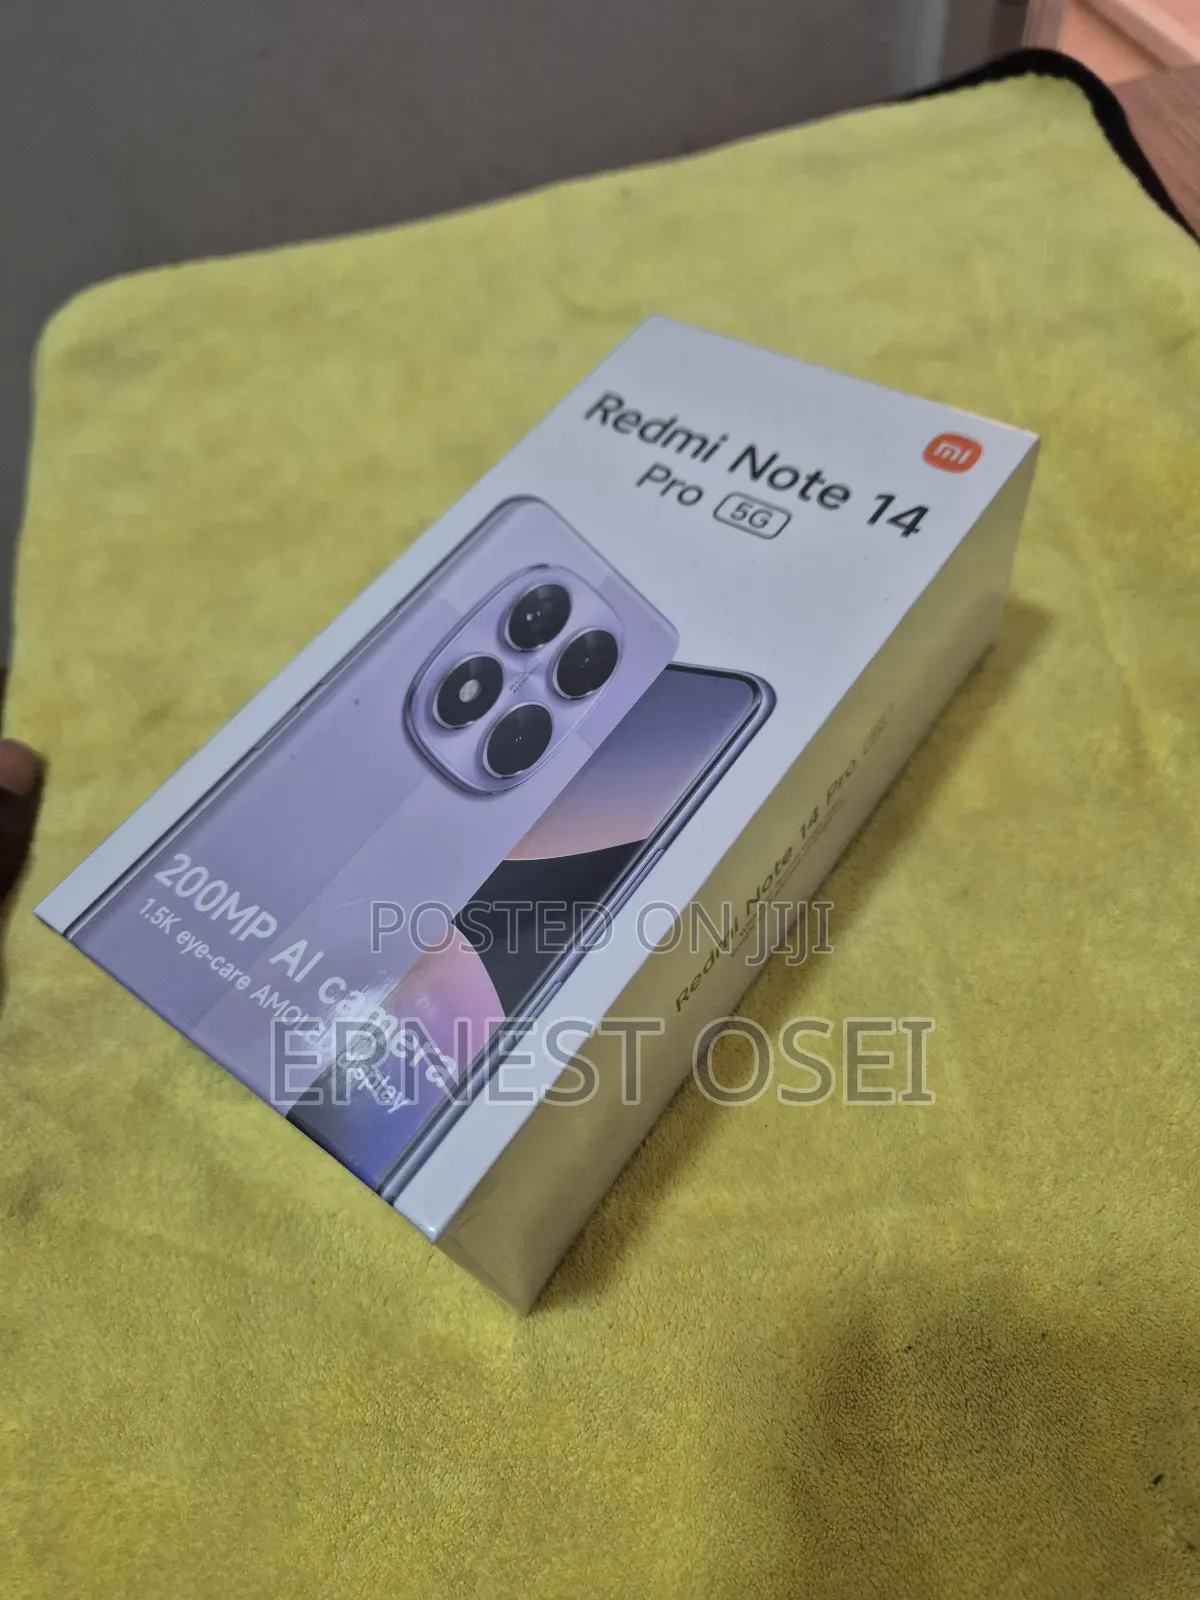 mi
Redmi Note 14
Pro 5G
200MP AI camera
1.5K eye-care AMOLED display
Redmi Note 14 Pro 5G
POSTED ON JIJI
ERNEST OSEI